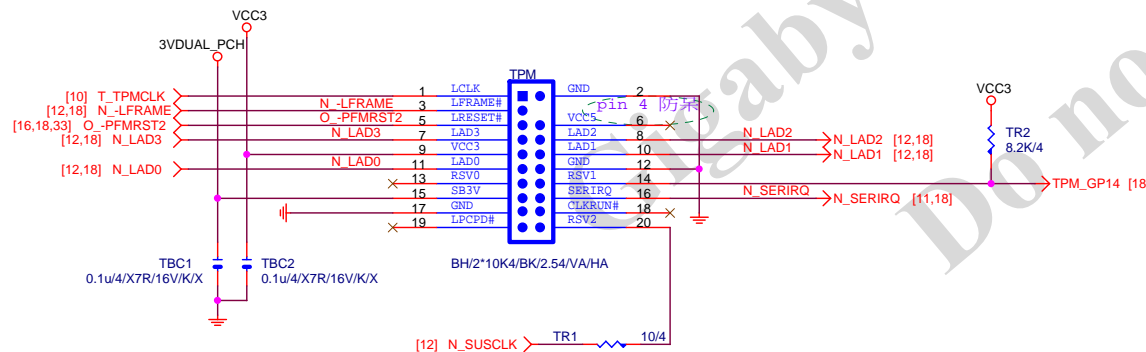 VCC3
3VDUAL_PCH
TPM
[10] T_TPMCLK
1 LCLK GND 2
[12,18] N_-LFRAME N_-LFRAME 3 LFRAME# pin 4 防呆
[16,18,33] O_-PFMRST2 O_-PFMRST2 5 LRESET# VCC5 6
[12,18] N_LAD3 7 LAD3 LAD2 8 N_LAD2 N_LAD2 [12,18]
9 VCC3 LAD1 10 N_LAD1 N_LAD1 [12,18]
[12,18] N_LAD0 N_LAD0 11 LAD0 GND 12
13 RSV0 RSV1 14 TPM_GP14 [18
15 SB3V SERIRQ 16 N_SERIRQ N_SERIRQ [11,18]
17 GND CLKRUN# 18
19 LPCPD# RSV2 20
VCC3
TR2
8.2K/4
BH/2*10K4/BK/2.54/VA/HA
TBC1
0.1u/4/X7R/16V/K/X
TBC2
0.1u/4/X7R/16V/K/X
[12] N_SUSCLK TR1 10/4
Gigaby
Do no